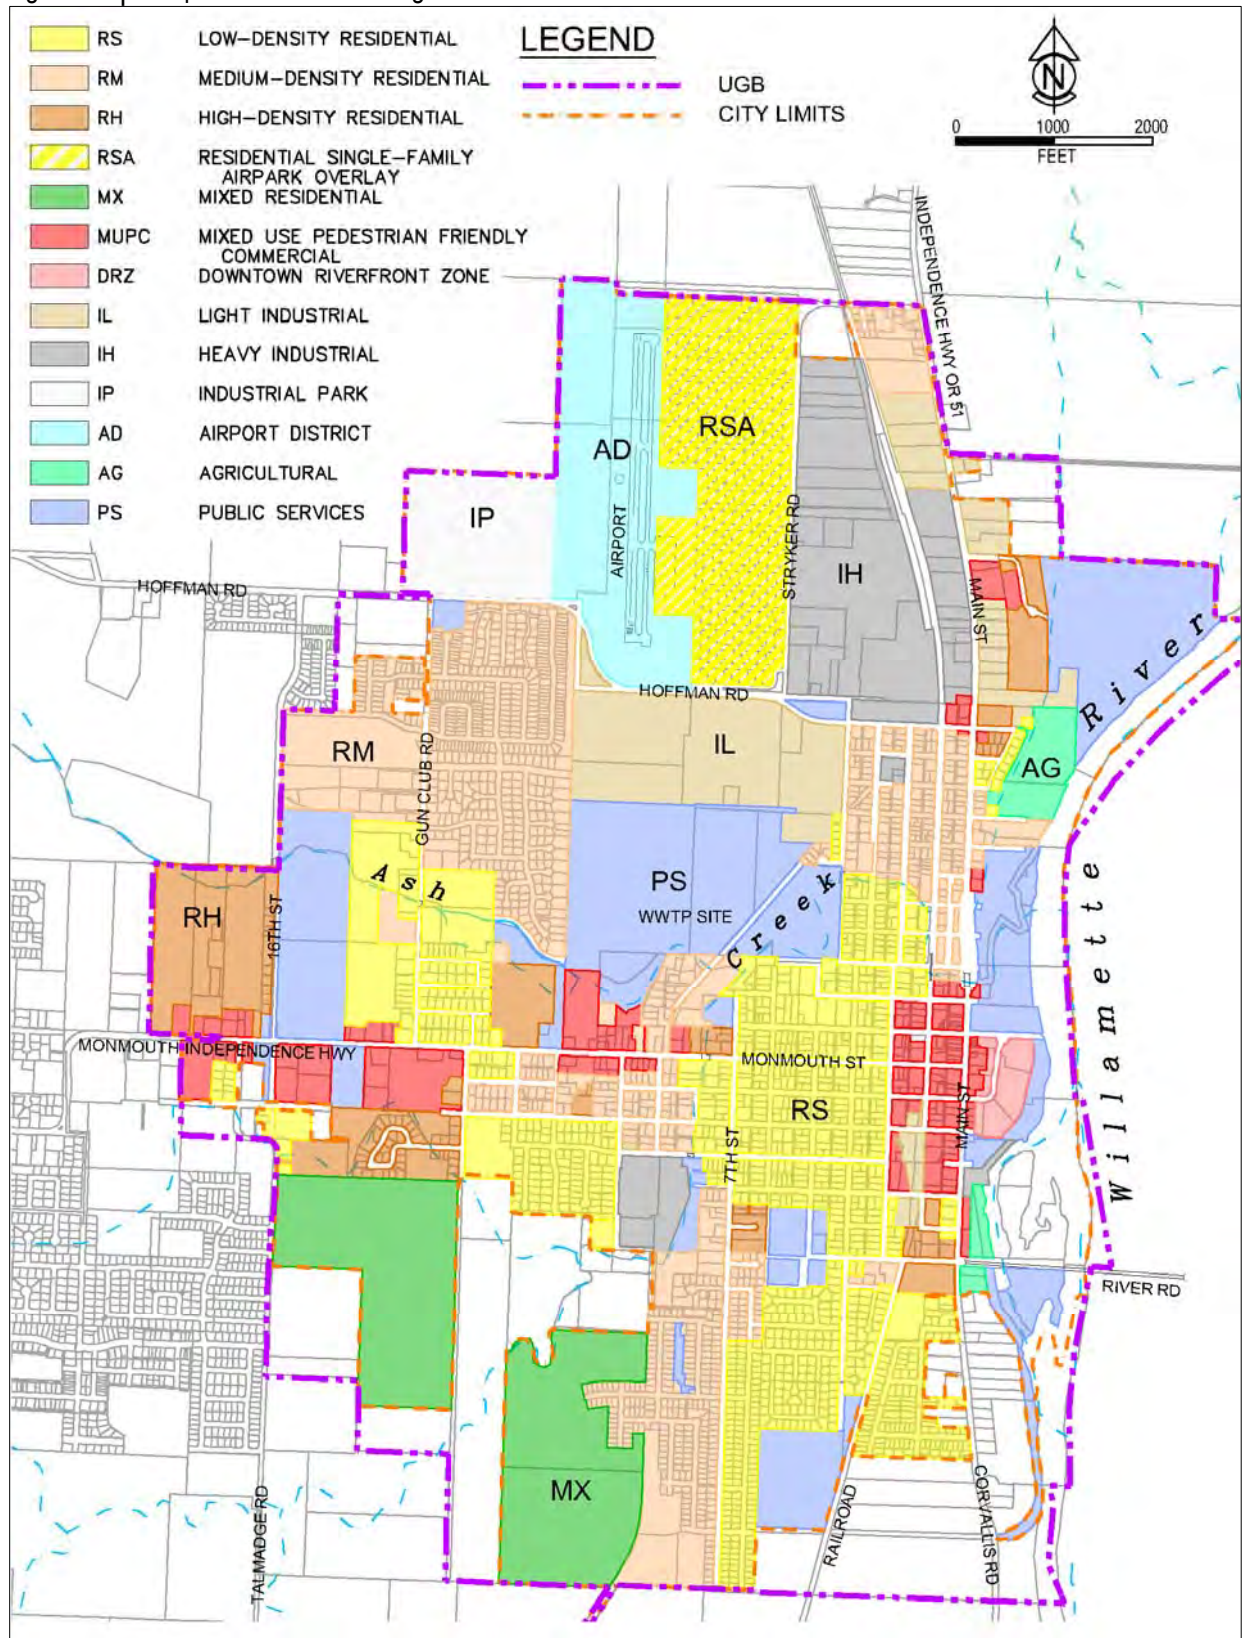 RS LOW-DENSITY RESIDENTIAL
RM MEDIUM-DENSITY RESIDENTIAL
RH HIGH-DENSITY RESIDENTIAL
RSA RESIDENTIAL SINGLE-FAMILY
AIRPARK OVERLAY
MX MIXED RESIDENTIAL
MUPC MIXED USE PEDESTRIAN FRIENDLY
COMMERCIAL
DRZ DOWNTOWN RIVERFRONT ZONE
IL LIGHT INDUSTRIAL
IH HEAVY INDUSTRIAL
IP INDUSTRIAL PARK
AD AIRPORT DISTRICT
AG AGRICULTURAL
PS PUBLIC SERVICES
LEGEND
UGB
CITY LIMITS
N
0 1000 2000
FEET
INDEPENDENCE HWY OR 51
RSA
AD
IP
AIRPORT
STRYKER RD
IH
MAIN ST
HOFFMAN RD
River
HOFFMAN RD
RM
GUN CLUB RD
IL
AG
Ash
PS
WWTP SITE
Creek
RH
16TH ST
Willamette
MONMOUTH INDEPENDENCE HWY
MONMOUTH ST
RS
MAIN ST
7TH ST
RIVER RD
MX
TALMADGE RD
RAILROAD
CORVALLIS RD